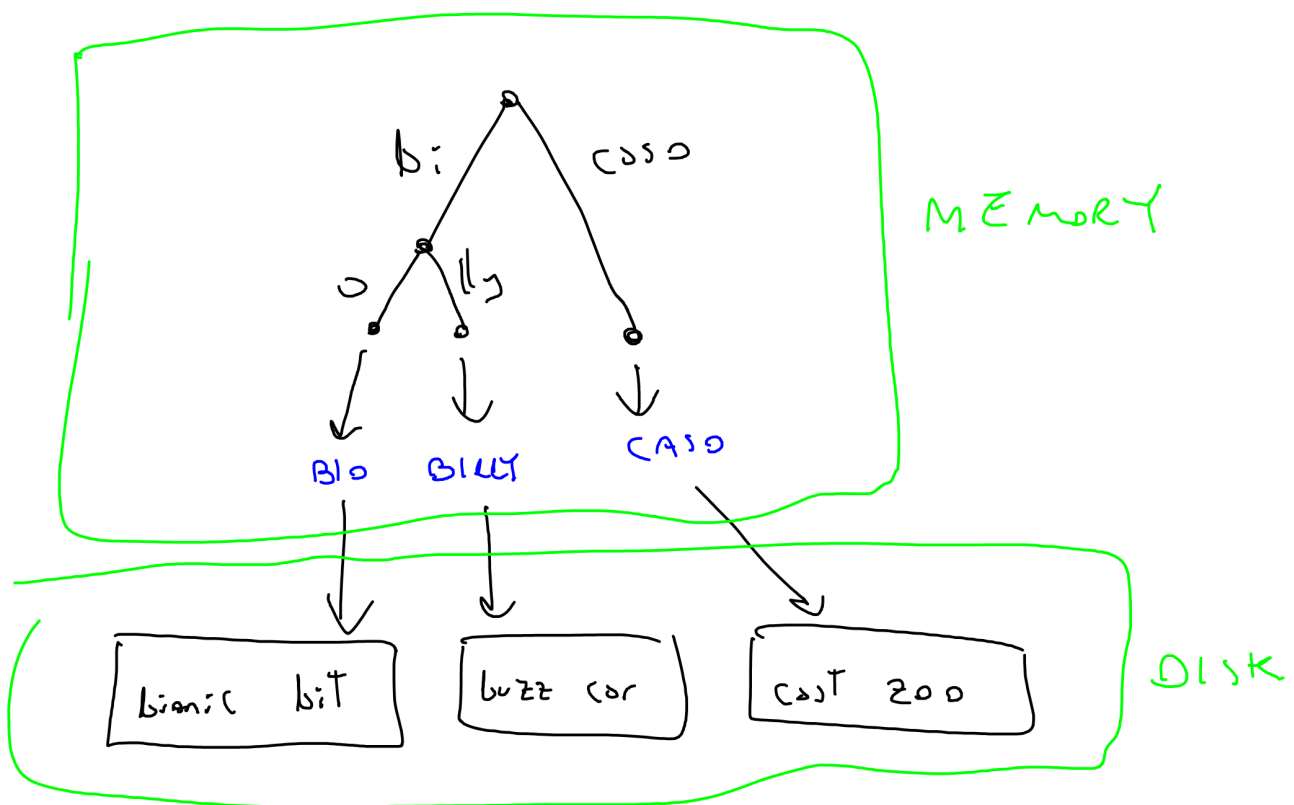 bi
caso
MEMORY
o
lly
BIO
BILLY
CASO
bionic bit
buzz car
cast zoo
DISK